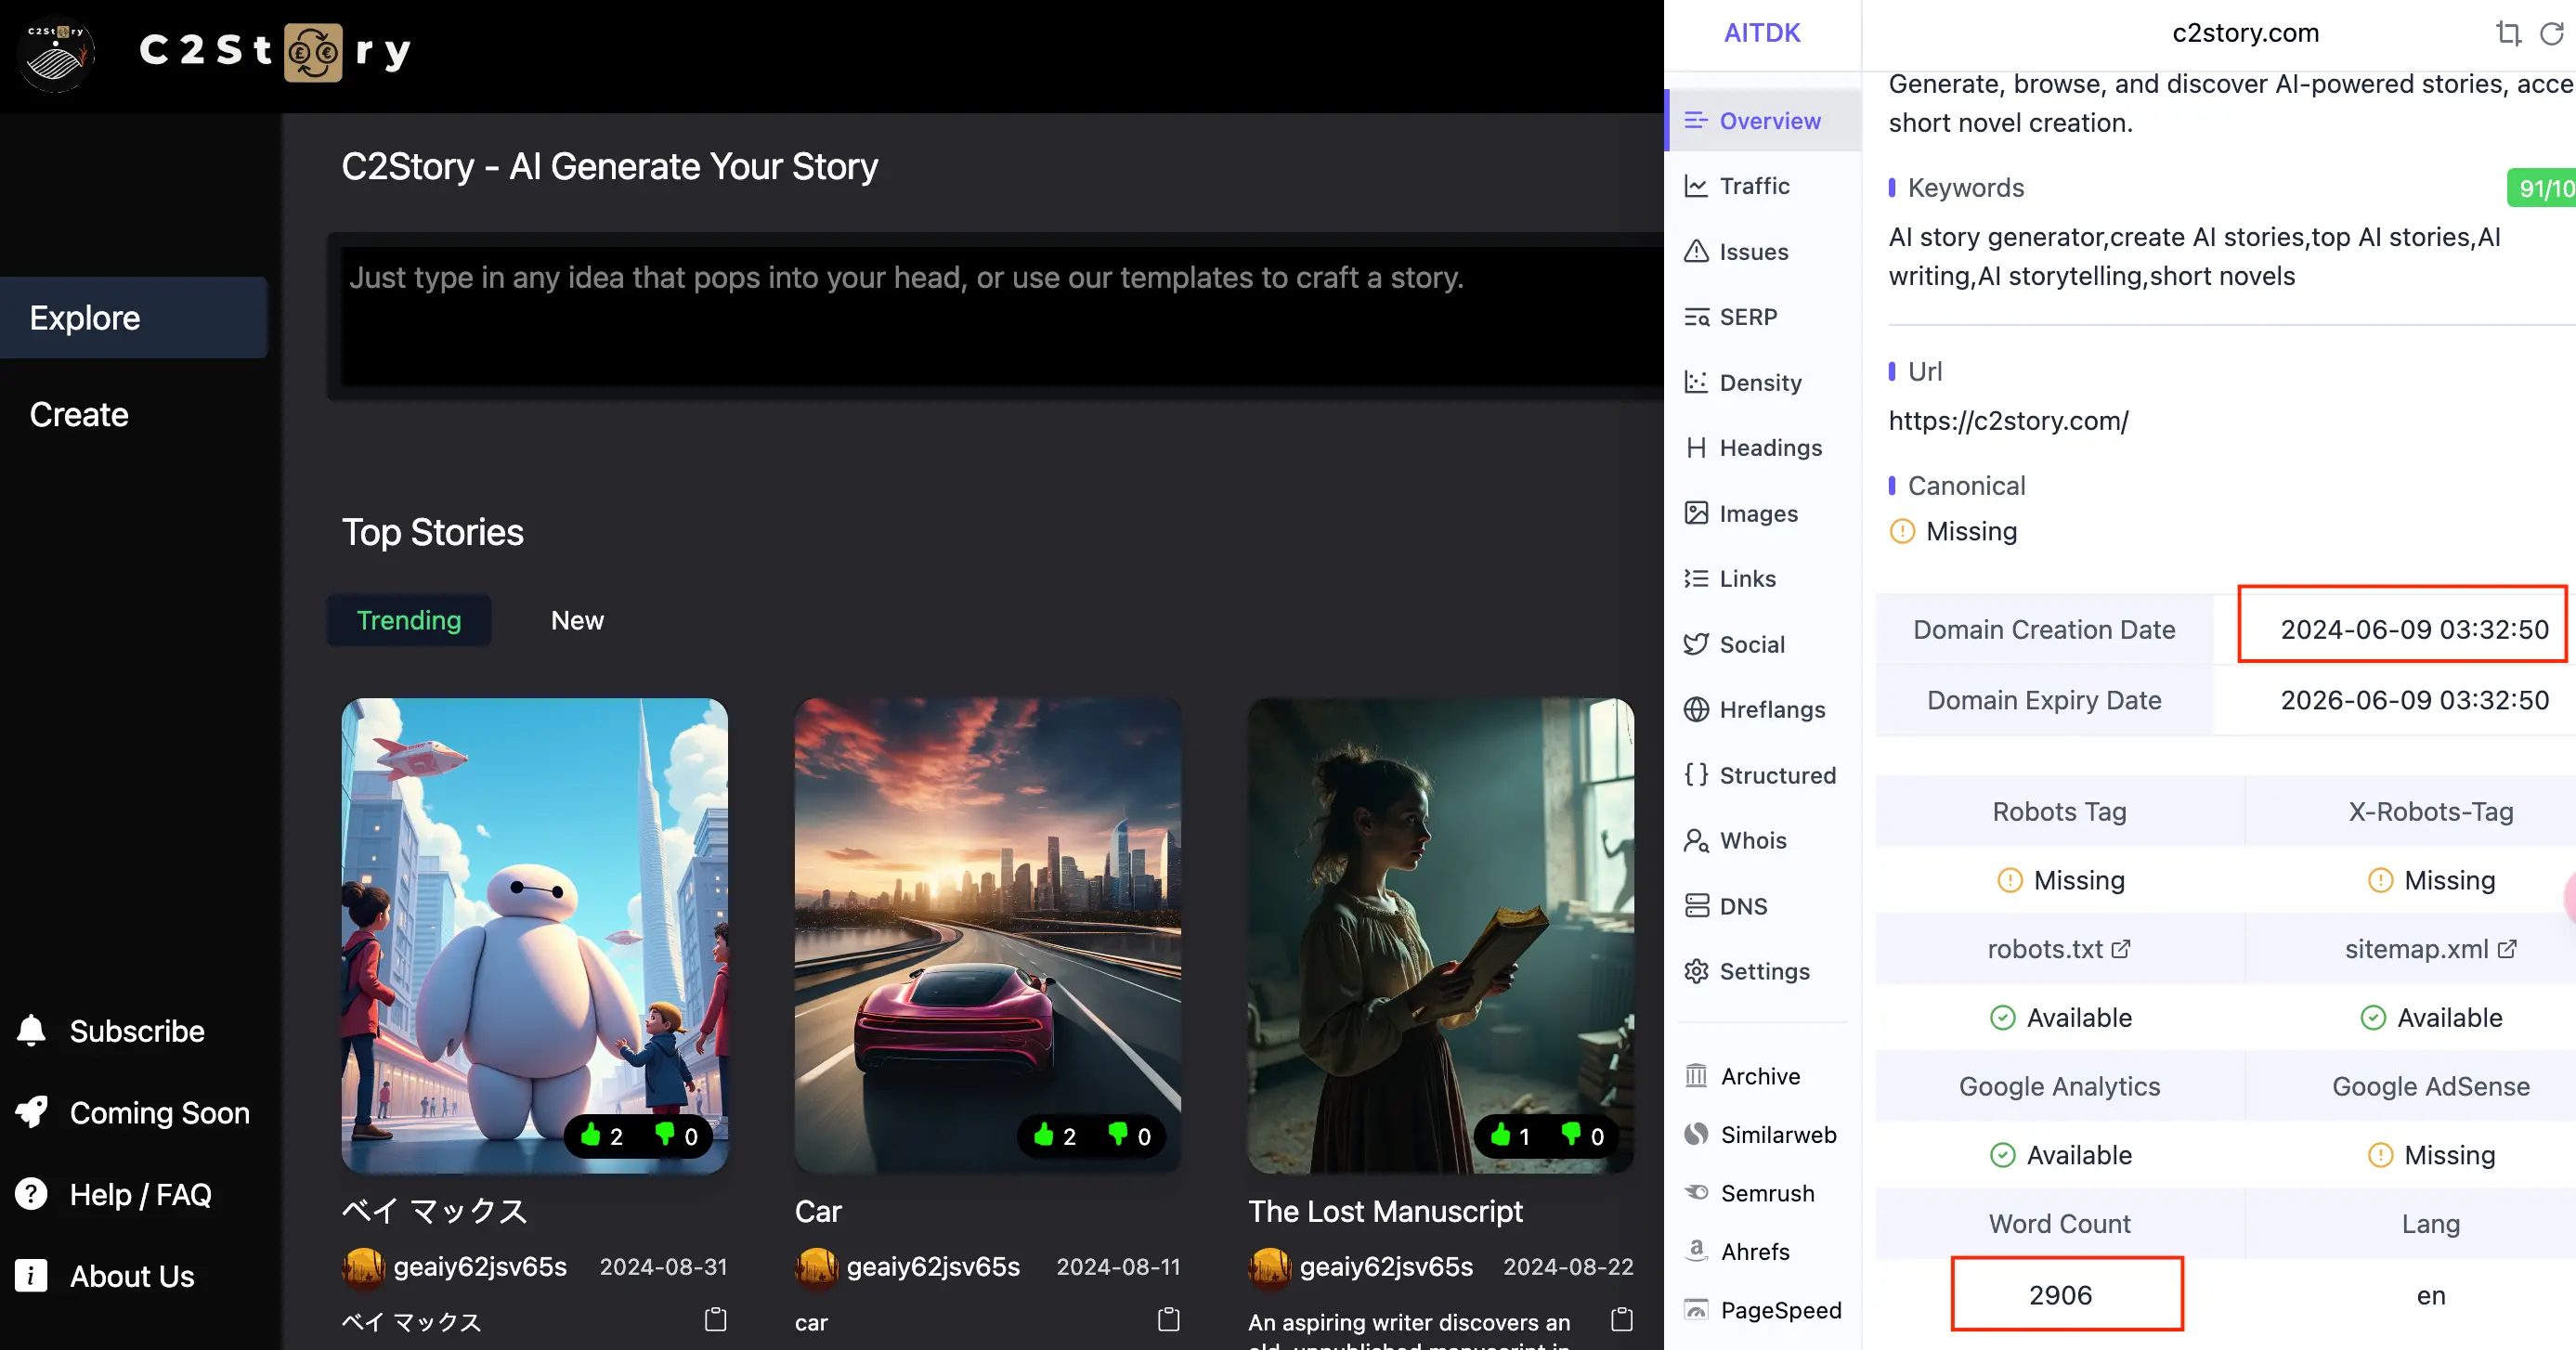 C2Story
C2Story
Explore
Create
Subscribe
Coming Soon
Help / FAQ
About Us
C2Story - AI Generate Your Story
Just type in any idea that pops into your head, or use our templates to craft a story.
Top Stories
Trending
New
2 0
ベイ マックス
geaiy62jsv65s 2024-08-31
ベイ マックス
2 0
Car
geaiy62jsv65s 2024-08-11
car
1 0
The Lost Manuscript
geaiy62jsv65s 2024-08-22
An aspiring writer discovers an
old, unpublished manuscript in
AITDK
Overview
Traffic
Issues
SERP
Density
Headings
Images
Links
Social
Hreflangs
Structured
Whois
DNS
Settings
Archive
Similarweb
Semrush
Ahrefs
PageSpeed
c2story.com
Generate, browse, and discover AI-powered stories, acce
short novel creation.
Keywords
91/10
AI story generator,create AI stories,top AI stories,AI
writing,AI storytelling,short novels
Url
https://c2story.com/
Canonical
Missing
Domain Creation Date 2024-06-09 03:32:50
Domain Expiry Date 2026-06-09 03:32:50
Robots Tag X-Robots-Tag
Missing Missing
robots.txt sitemap.xml
Available Available
Google Analytics Google AdSense
Available Missing
Word Count Lang
2906 en